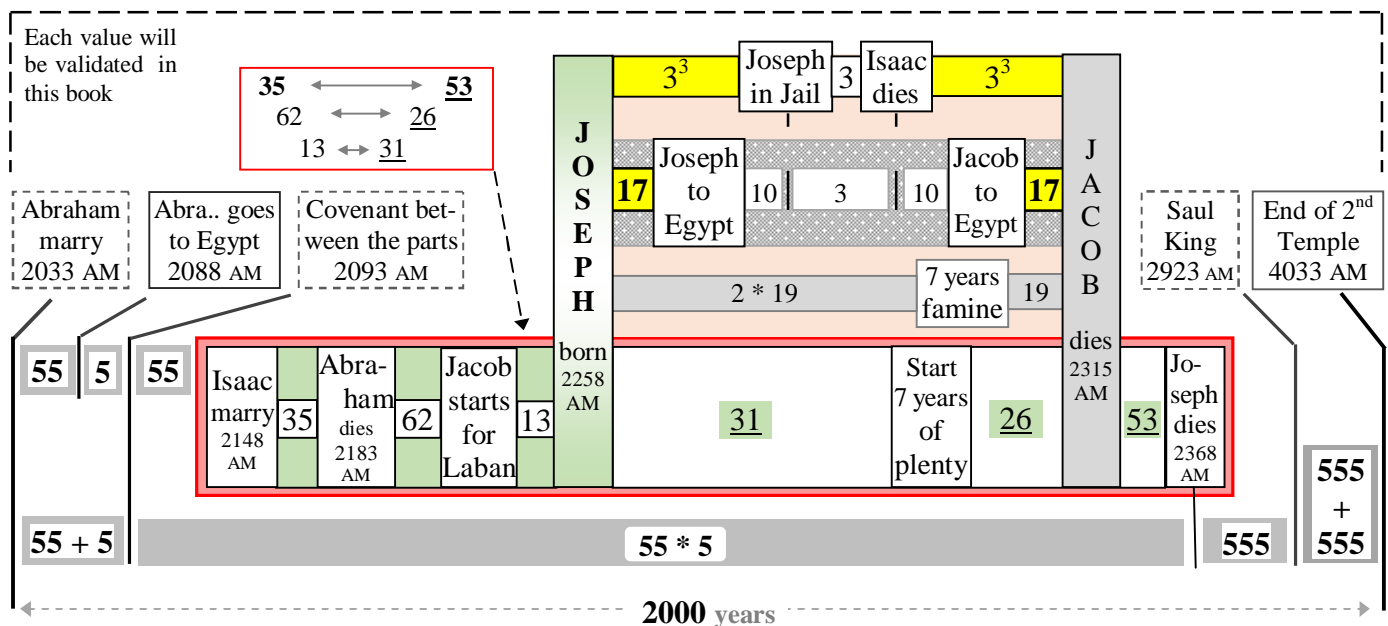 Each value will
be validated in
this book
35 53
62 26
13 31
3³ Joseph
in Jail 3 Isaac
dies 3³
JOSEPH
born
2258
AM
17 Joseph
to
Egypt 10 3 10 Jacob
to
Egypt 17
JACOB
dies
2315
AM
2 * 19 7 years
famine 19
Abraham
marry
2033 AM
Abra.. goes
to Egypt
2088 AM
Covenant bet-
ween the parts
2093 AM
Saul
King
2923 AM
End of 2nd
Temple
4033 AM
55 5 55
Isaac
marry
2148
AM
35
Abra-
ham
dies
2183
AM
62
Jacob
starts
for
Laban
13
31
Start
7 years
of
plenty
26
53
Jo-
seph
dies
2368
AM
55 + 5
55 * 5
555
555
+
555
2000 years